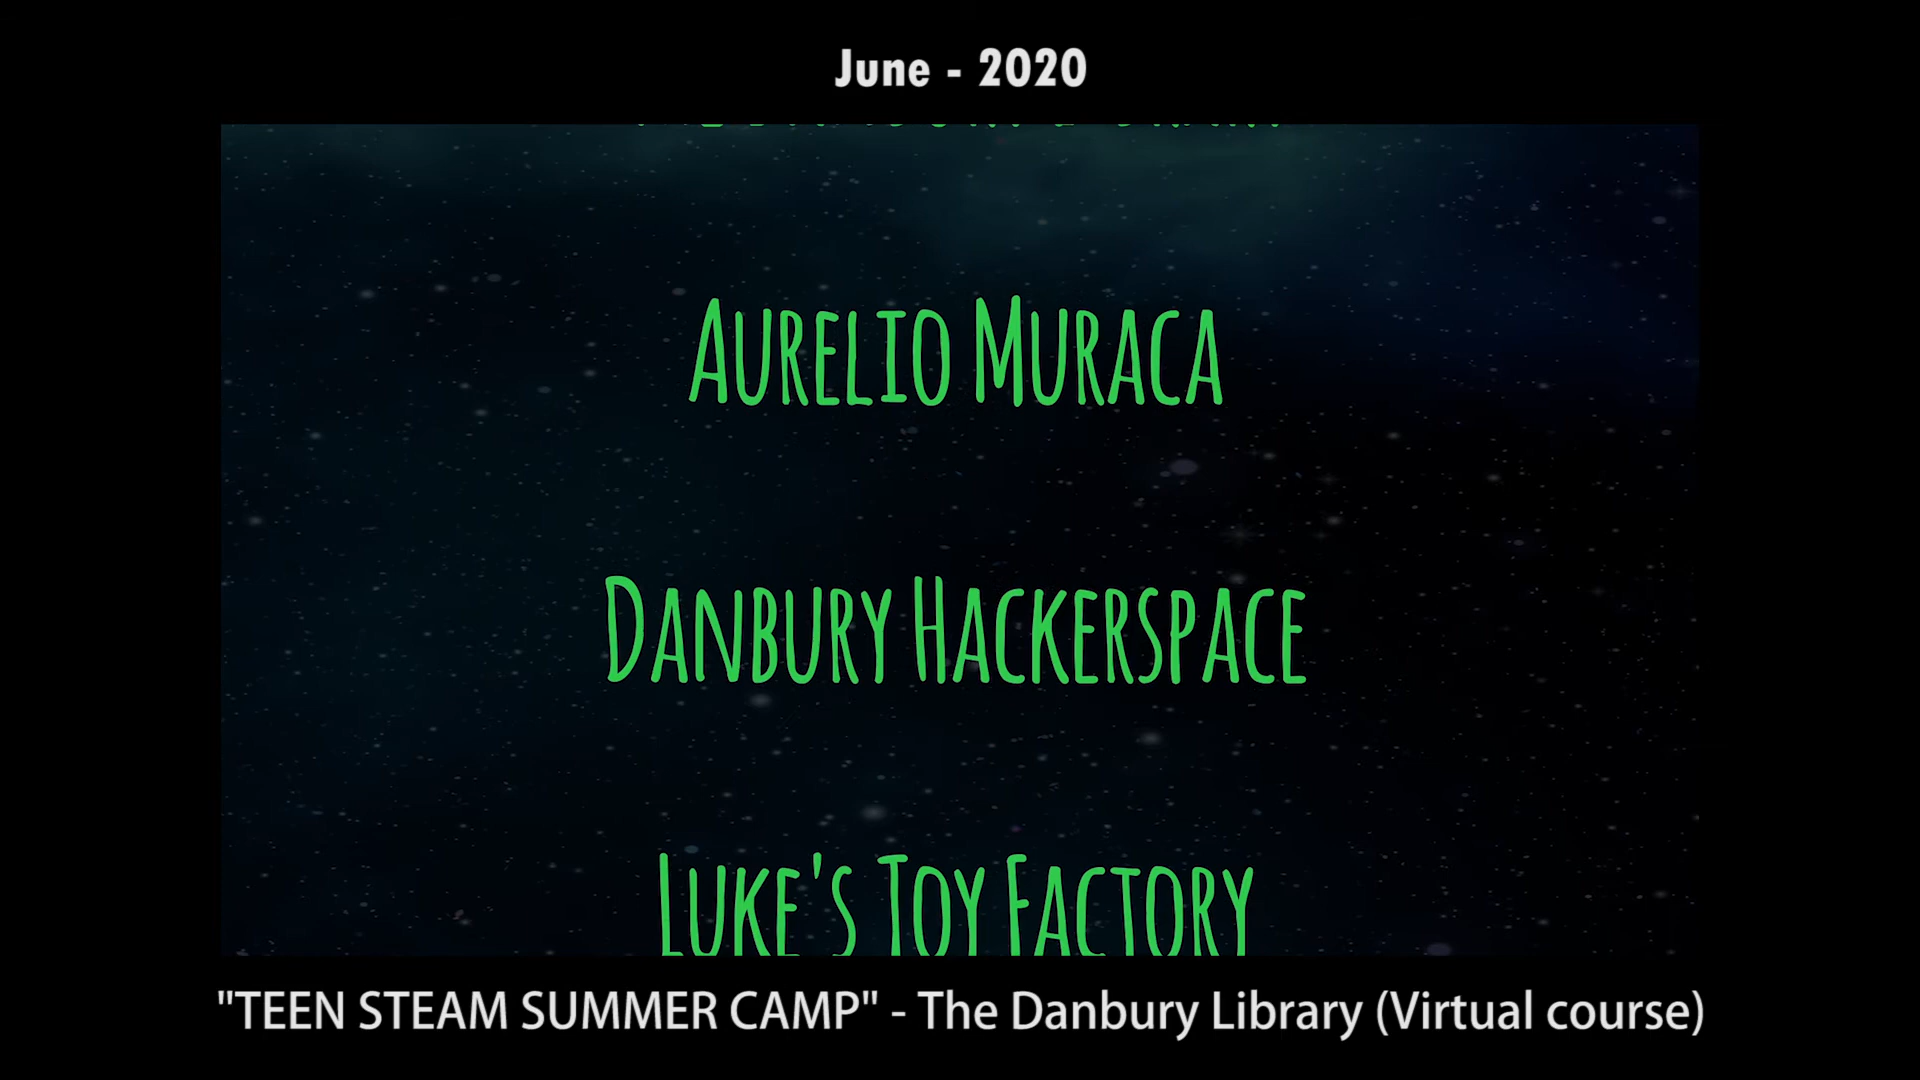 June - 2020
Aurelio Muraca
Danbury Hackerspace
Luke's Toy Factory
"TEEN STEAM SUMMER CAMP" - The Danbury Library (Virtual course)